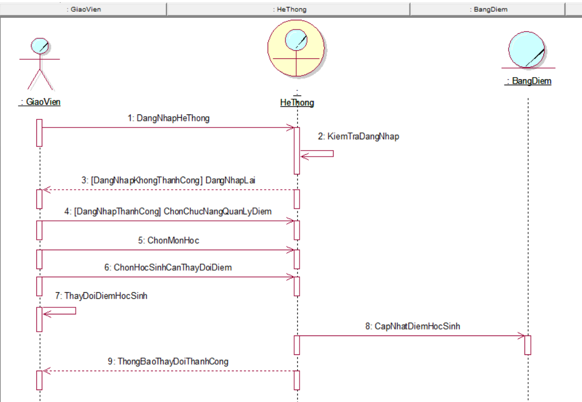 : GiaoVien
: HeThong
: BangDiem
: GiaoVien
HeThong
: BangDiem
1: DangNhapHeThong
2: KiemTraDangNhap
3: [DangNhapKhongThanhCong] DangNhapLai
4: [DangNhapThanhCong] ChonChucNangQuanLyDiem
5: ChonMonHoc
6: ChonHocSinhCanThayDoiDiem
7: ThayDoiDiemHocSinh
8: CapNhatDiemHocSinh
9: ThongBaoThayDoiThanhCong